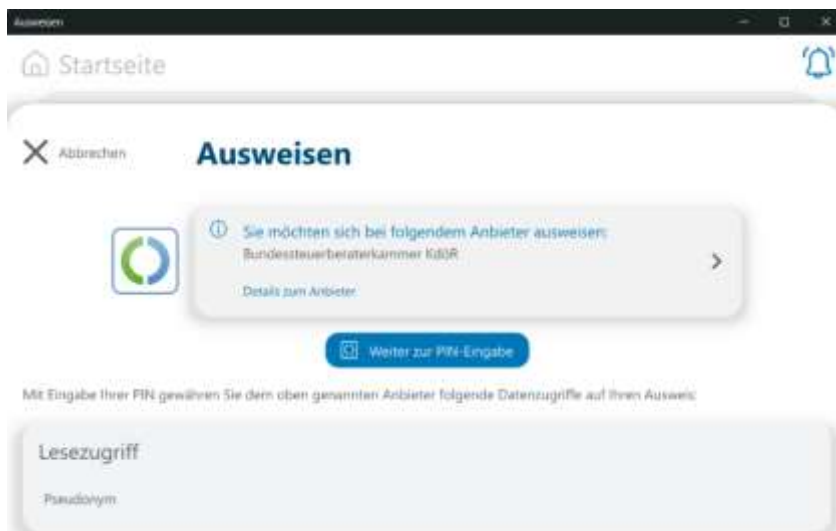 Ausweisen
Startseite
Abbrechen
Ausweisen
Sie möchten sich bei folgendem Anbieter ausweisen:
Bundessteuerberaterkammer KdöR
Details zum Anbieter
Weiter zur PIN-Eingabe
Mit Eingabe Ihrer PIN gewähren Sie dem oben genannten Anbieter folgende Datenzugriffe auf Ihren Ausweis:
Lesezugriff
Pseudonym